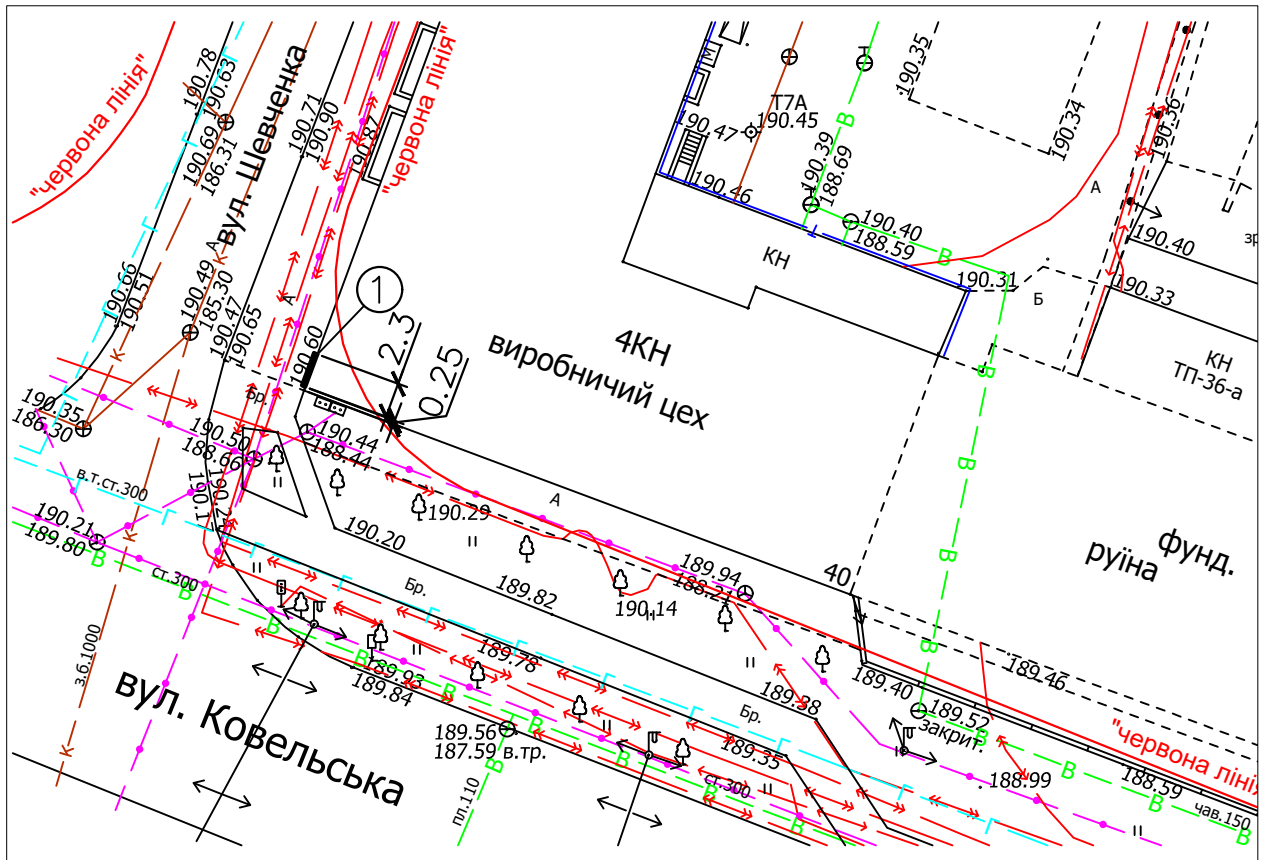 "червона лінія"
190.78
190.63
190.69
186.31
вул. Шевченка
190.71
190.90
190.87
"червона лінія"
М
190.47
Т7А
190.45
190.46
190.39
188.69
В
190.35
190.34
190.36
А
190.40
188.59
В
190.40
зр
КН
190.31
Б
190.33
КН
ТП-36-а
190.66
190.51
К
190.49
А
185.30
190.47
190.65
А
190.60
1
2.3
0.25
4КН
виробничий цех
В
Бр.
190.35
186.30
190.50
188.66
190.44
188.44
в.т.ст.300
К
190.21
189.80
В
ст.300
В
190.29
А
190.20
189.82
Бр.
189.94
188.21
190.14
40
В
В
В
фунд.
руїна
з.б.1000
К
вул. Ковельська
189.93
189.84
В
189.78
В
189.56
187.59 в.тр.
В
пл.110
В
ст.300
В
189.38
Бр.
189.35
189.40
189.46
189.52
закрит.
В
188.99
"червона лінія
188.59
В
чав.150
В